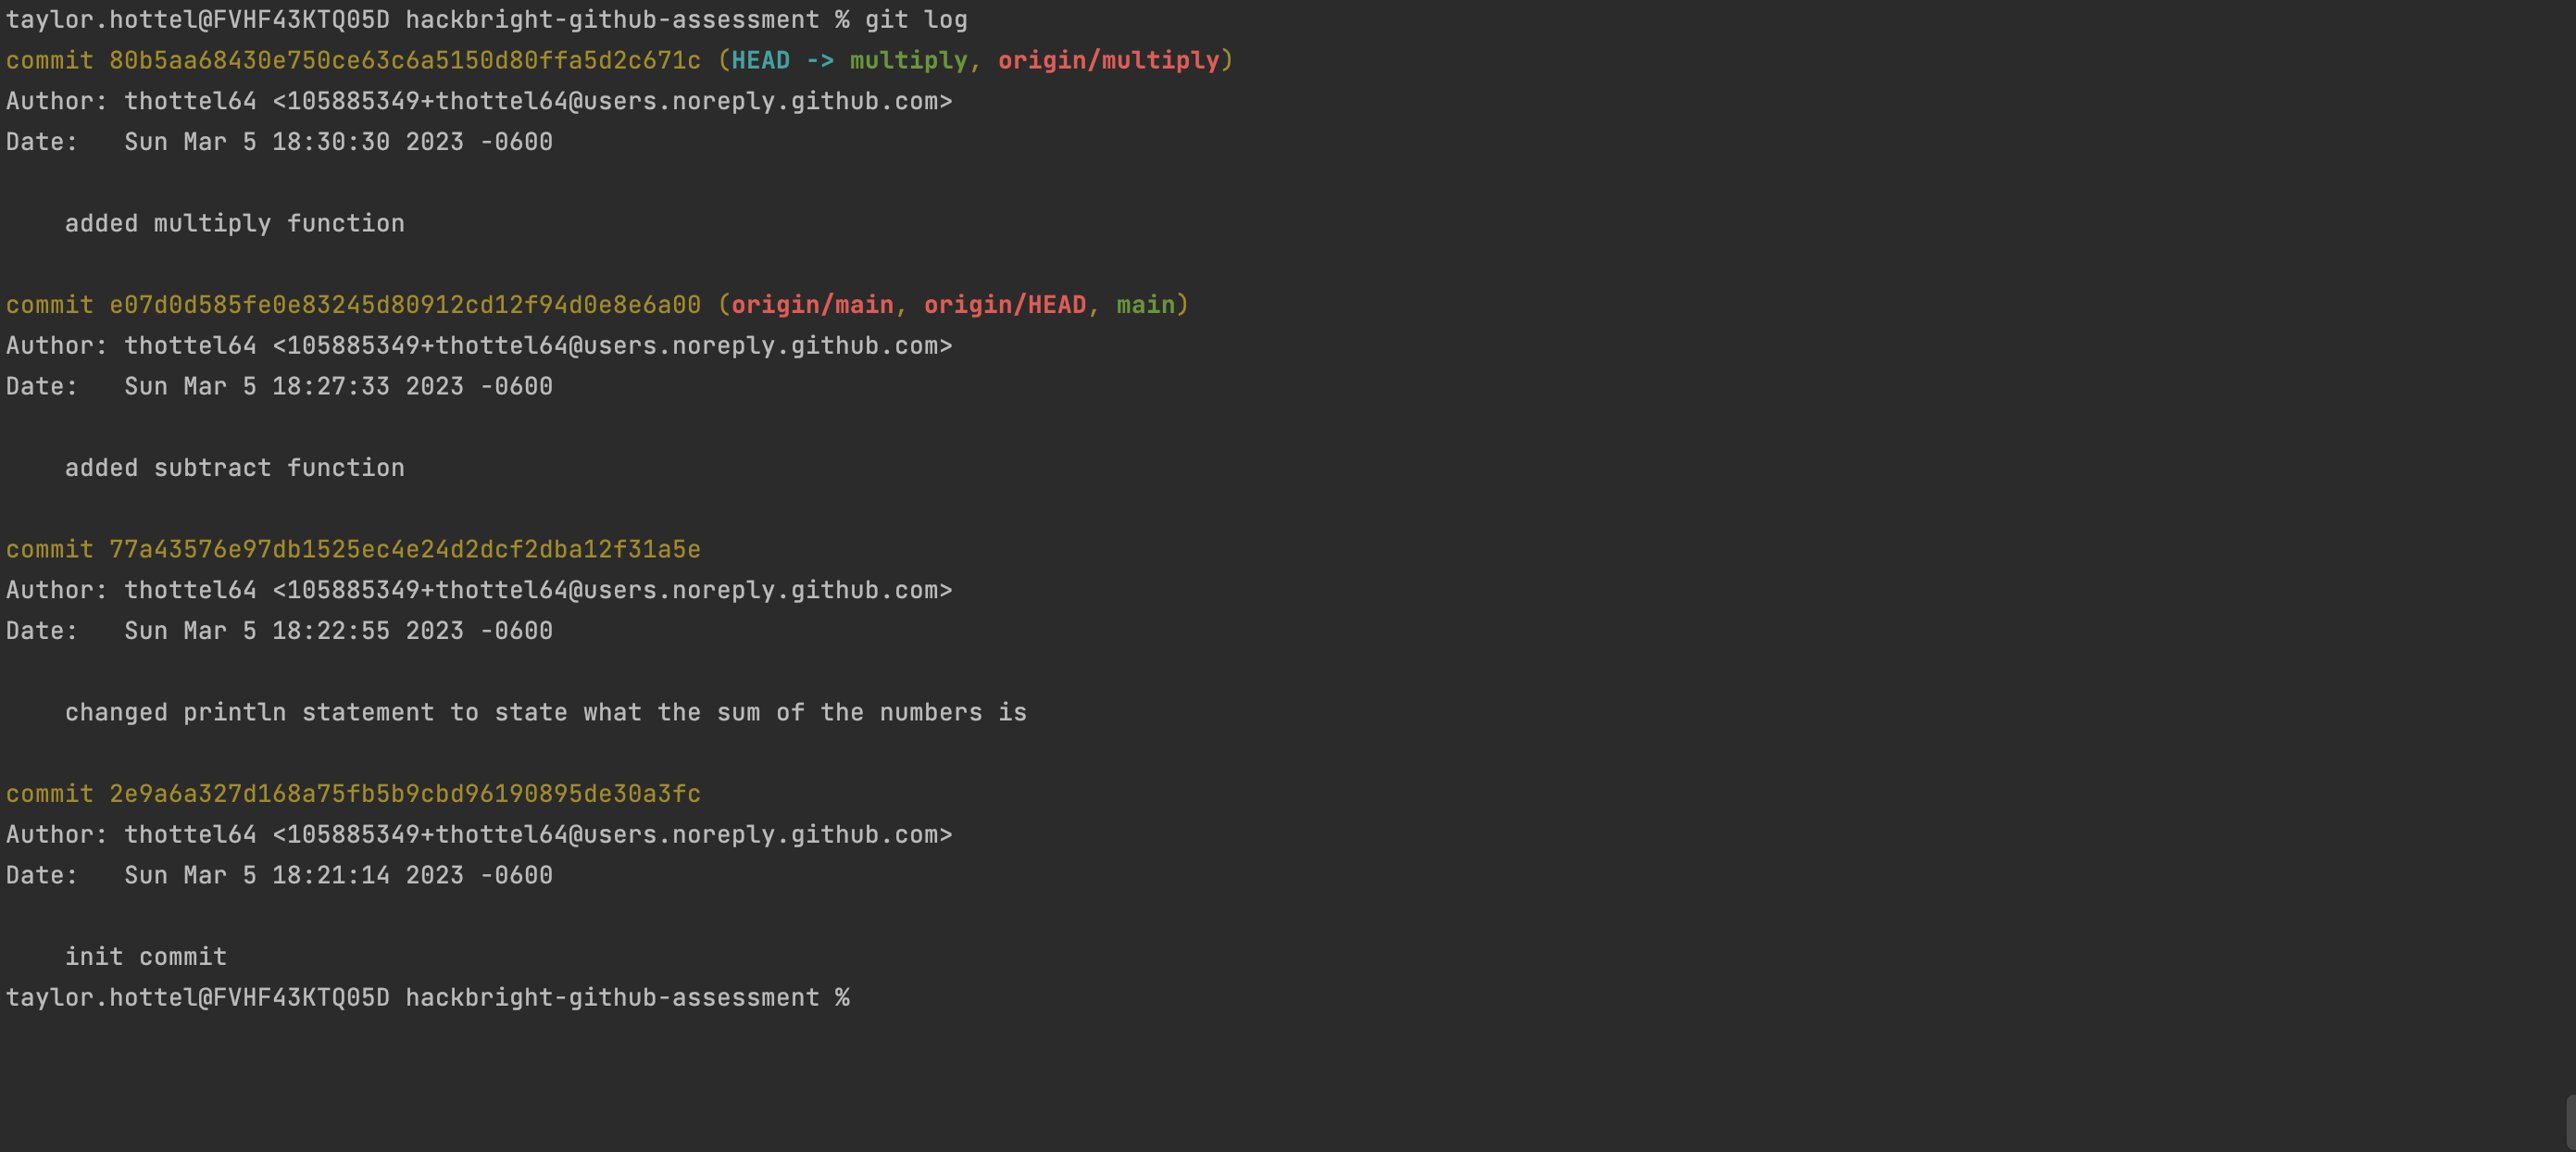 taylor.hottel@FVHF43KTQ05D hackbright-github-assessment % git log
commit 80b5aa68430e750ce63c6a5150d80ffa5d2c671c (HEAD -> multiply, origin/multiply)
Author: thottel64 <105885349+thottel64@users.noreply.github.com>
Date:   Sun Mar 5 18:30:30 2023 -0600
    added multiply function
commit e07d0d585fe0e83245d80912cd12f94d0e8e6a00 (origin/main, origin/HEAD, main)
Author: thottel64 <105885349+thottel64@users.noreply.github.com>
Date:   Sun Mar 5 18:27:33 2023 -0600
    added subtract function
commit 77a43576e97db1525ec4e24d2dcf2dba12f31a5e
Author: thottel64 <105885349+thottel64@users.noreply.github.com>
Date:   Sun Mar 5 18:22:55 2023 -0600
    changed println statement to state what the sum of the numbers is
commit 2e9a6a327d168a75fb5b9cbd96190895de30a3fc
Author: thottel64 <105885349+thottel64@users.noreply.github.com>
Date:   Sun Mar 5 18:21:14 2023 -0600
    init commit
taylor.hottel@FVHF43KTQ05D hackbright-github-assessment %